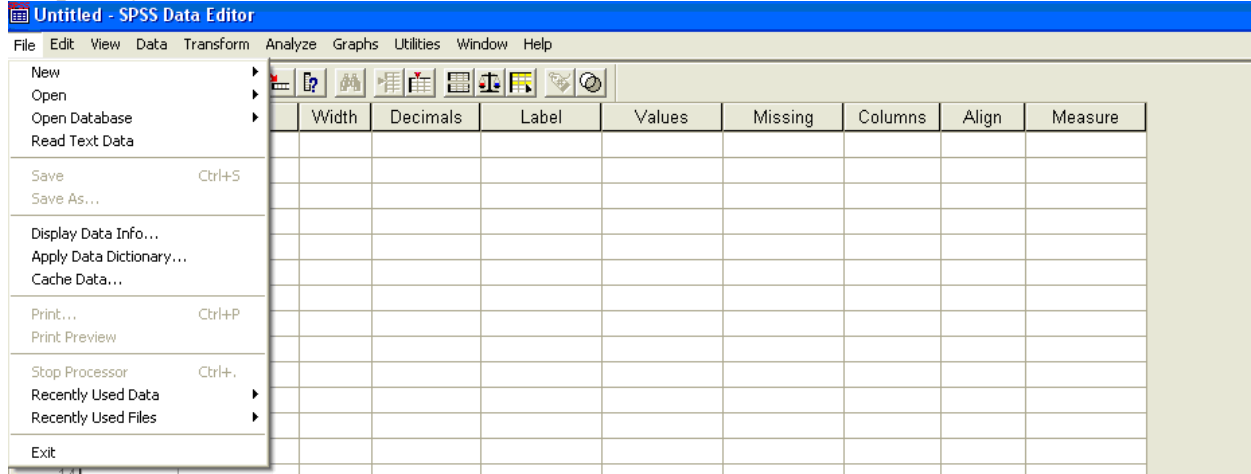 Untitled - SPSS Data Editor
File Edit View Data Transform Analyze Graphs Utilities Window Help
New
Open
Open Database
Width Decimals Label Values Missing Columns Align Measure
Read Text Data
Save Ctrl+S
Save As...
Display Data Info...
Apply Data Dictionary...
Cache Data...
Print... Ctrl+P
Print Preview
Stop Processor Ctrl+.
Recently Used Data
Recently Used Files
Exit